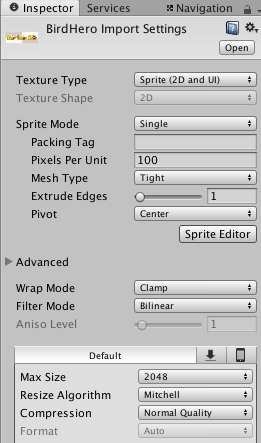 Inspector Services Navigation
BirdHero Import Settings
Open
Texture Type Sprite (2D and UI)
Texture Shape 2D
Sprite Mode Single
Packing Tag
Pixels Per Unit 100
Mesh Type Tight
Extrude Edges 1
Pivot Center
Sprite Editor
Advanced
Wrap Mode Clamp
Filter Mode Bilinear
Aniso Level 1
Default
Max Size 2048
Resize Algorithm Mitchell
Compression Normal Quality
Format Auto